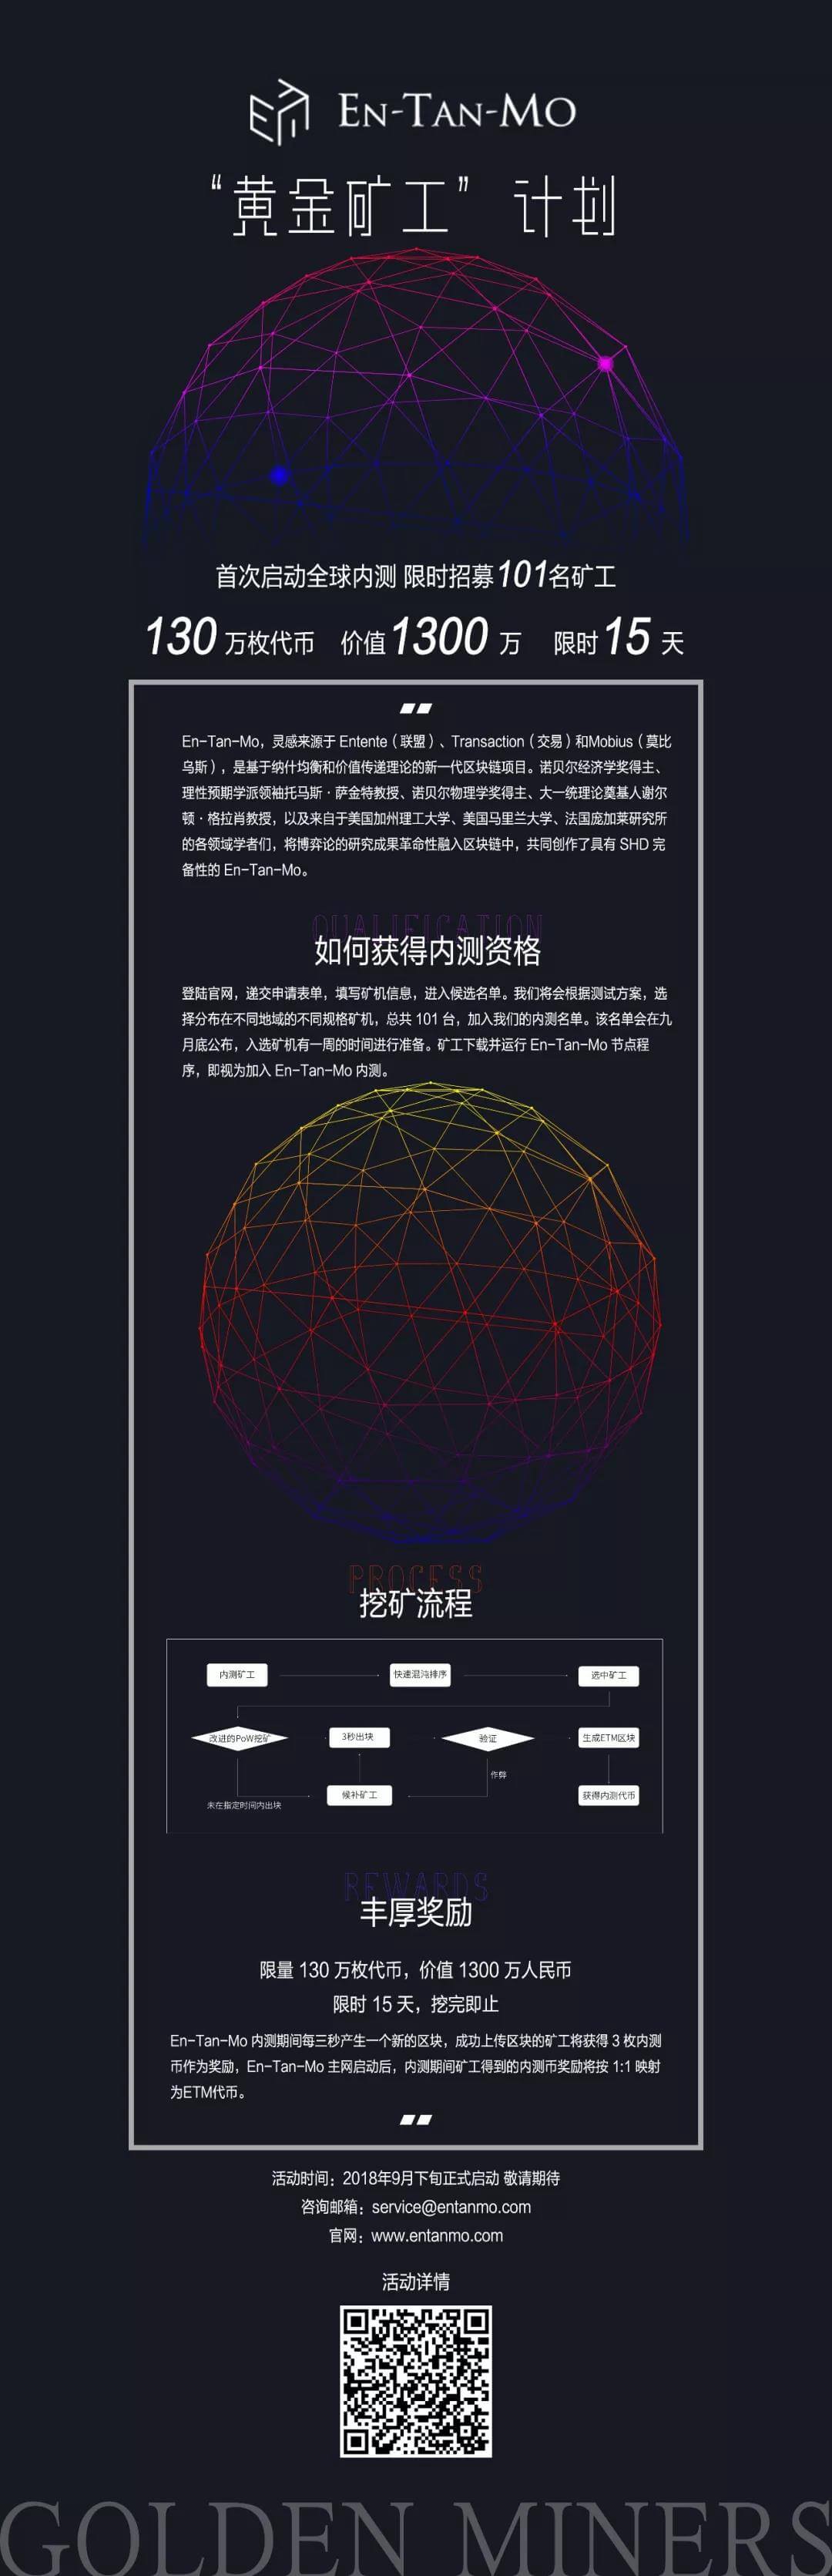 EN-TAN-MO
“黄金矿工”计划
首次启动全球内测 限时招募101名矿工
130 万枚代币 价值1300 万 限时15 天
En-Tan-Mo，灵感来源于 Entente（联盟）、Transaction（交易）和Mobius（莫比
乌斯），是基于纳什均衡和价值传递理论的新一代区块链项目。诺贝尔经济学奖得主、
理性预期学派领袖托马斯·萨金特教授、诺贝尔物理学奖得主、大一统理论奠基人谢尔
顿·格拉肖教授，以及来自于美国加州理工大学、美国马里兰大学、法国庞加莱研究所
的各领域学者们，将博弈论的研究成果革命性融入区块链中，共同创作了具有 SHD 完
备性的 En-Tan-Mo。
QUALIFICATION
如何获得内测资格
登陆官网，递交申请表单，填写矿机信息，进入候选名单。我们将会根据测试方案，选
择分布在不同地域的不同规格矿机，总共 101 台，加入我们的内测名单。该名单会在九
月底公布，入选矿机有一周的时间进行准备。矿工下载并运行 En-Tan-Mo 节点程
序，即视为加入 En-Tan-Mo 内测。
PROCESS
挖矿流程
内测矿工 快速混沌排序 选中矿工
改进的PoW挖矿 3秒出块 验证 生成ETM区块
作弊
候补矿工 获得内测代币
未在指定时间内出块
REWARDS
丰厚奖励
限量 130 万枚代币，价值 1300 万人民币
限时 15 天，挖完即止
En-Tan-Mo 内测期间每三秒产生一个新的区块，成功上传区块的矿工将获得 3 枚内测
币作为奖励，En-Tan-Mo 主网启动后，内测期间矿工得到的内测币奖励将按 1:1 映射
为ETM代币。
活动时间：2018年9月下旬正式启动 敬请期待
咨询邮箱：service@entanmo.com
官网：www.entanmo.com
活动详情
GOLDEN MINERS